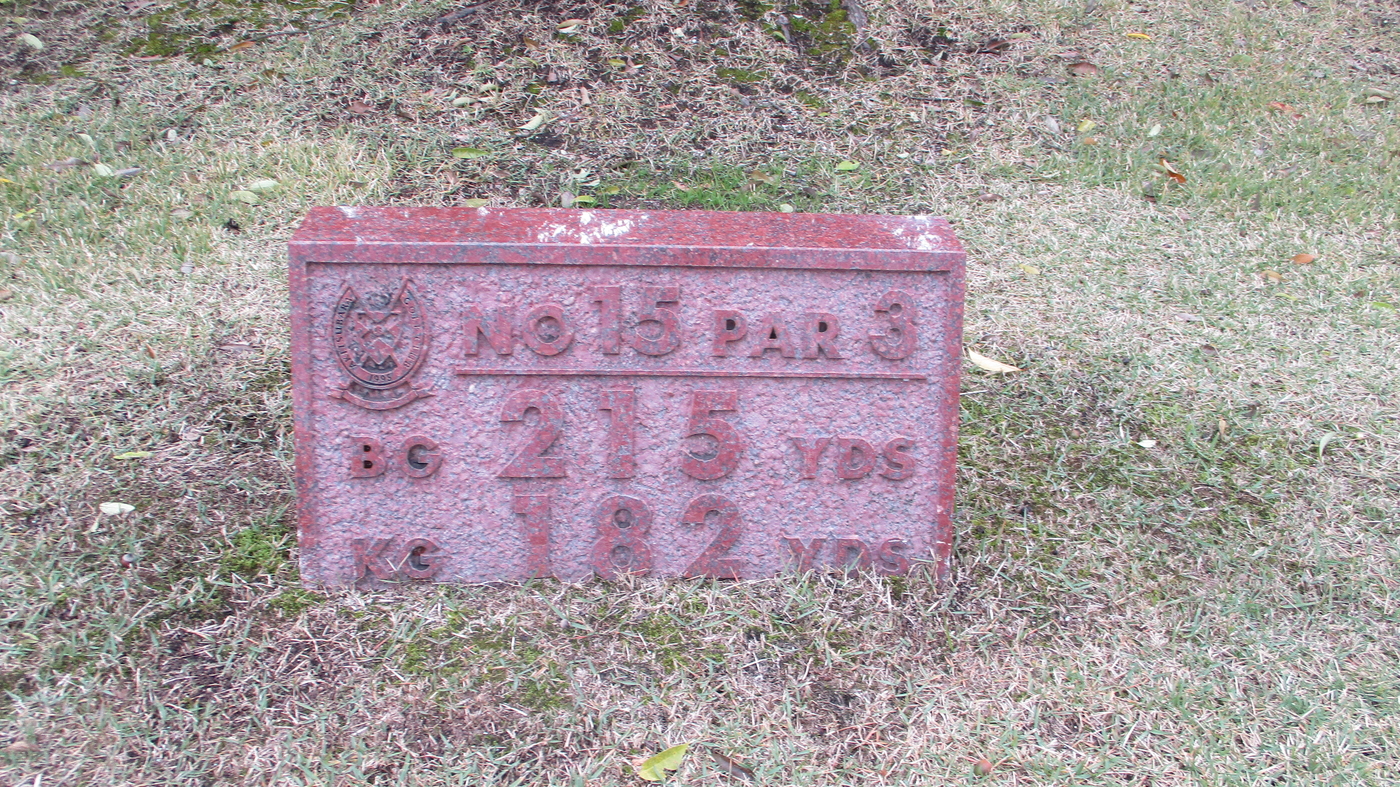 NO 15 PAR 3
BG 215 YDS
KG 182 YDS